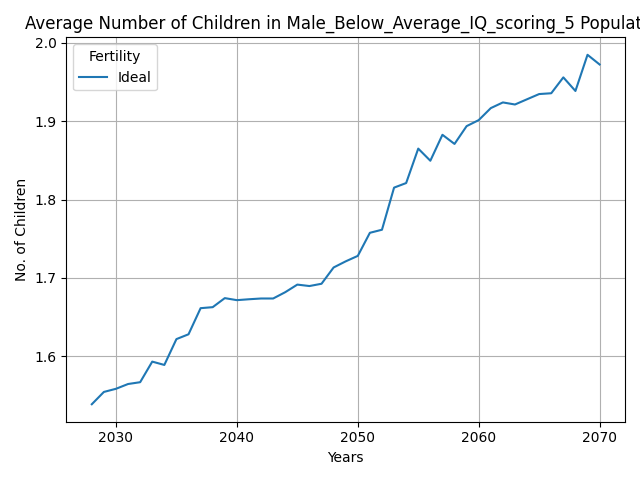 Average Number of Children in Male_Below_Average_IQ_scoring_5 Populat
Fertility
Ideal
2.0
1.9
1.8
1.7
1.6
No. of Children
2030 2040 2050 2060 2070
Years